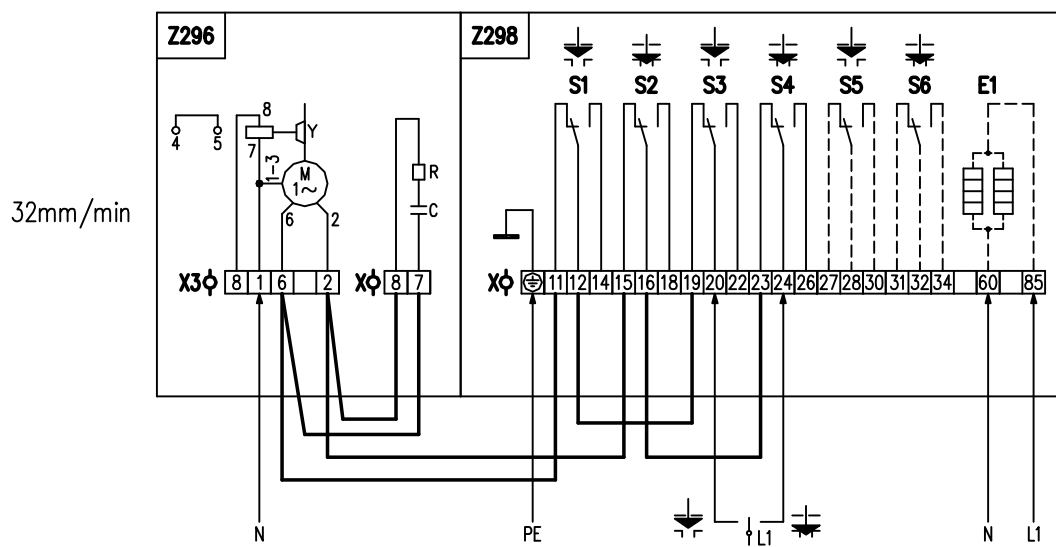 Z296
Z298
S1 S2 S3 S4 S5 S6 E1
8
4 5 7 Y
1-3
M
1~
R
C
6 2
32mm/min
X3 8 1 6 2
X 8 7
X 11 12 14 15 16 18 19 20 22 23 24 26 27 28 30 31 32 34 60 85
N PE L1 N L1